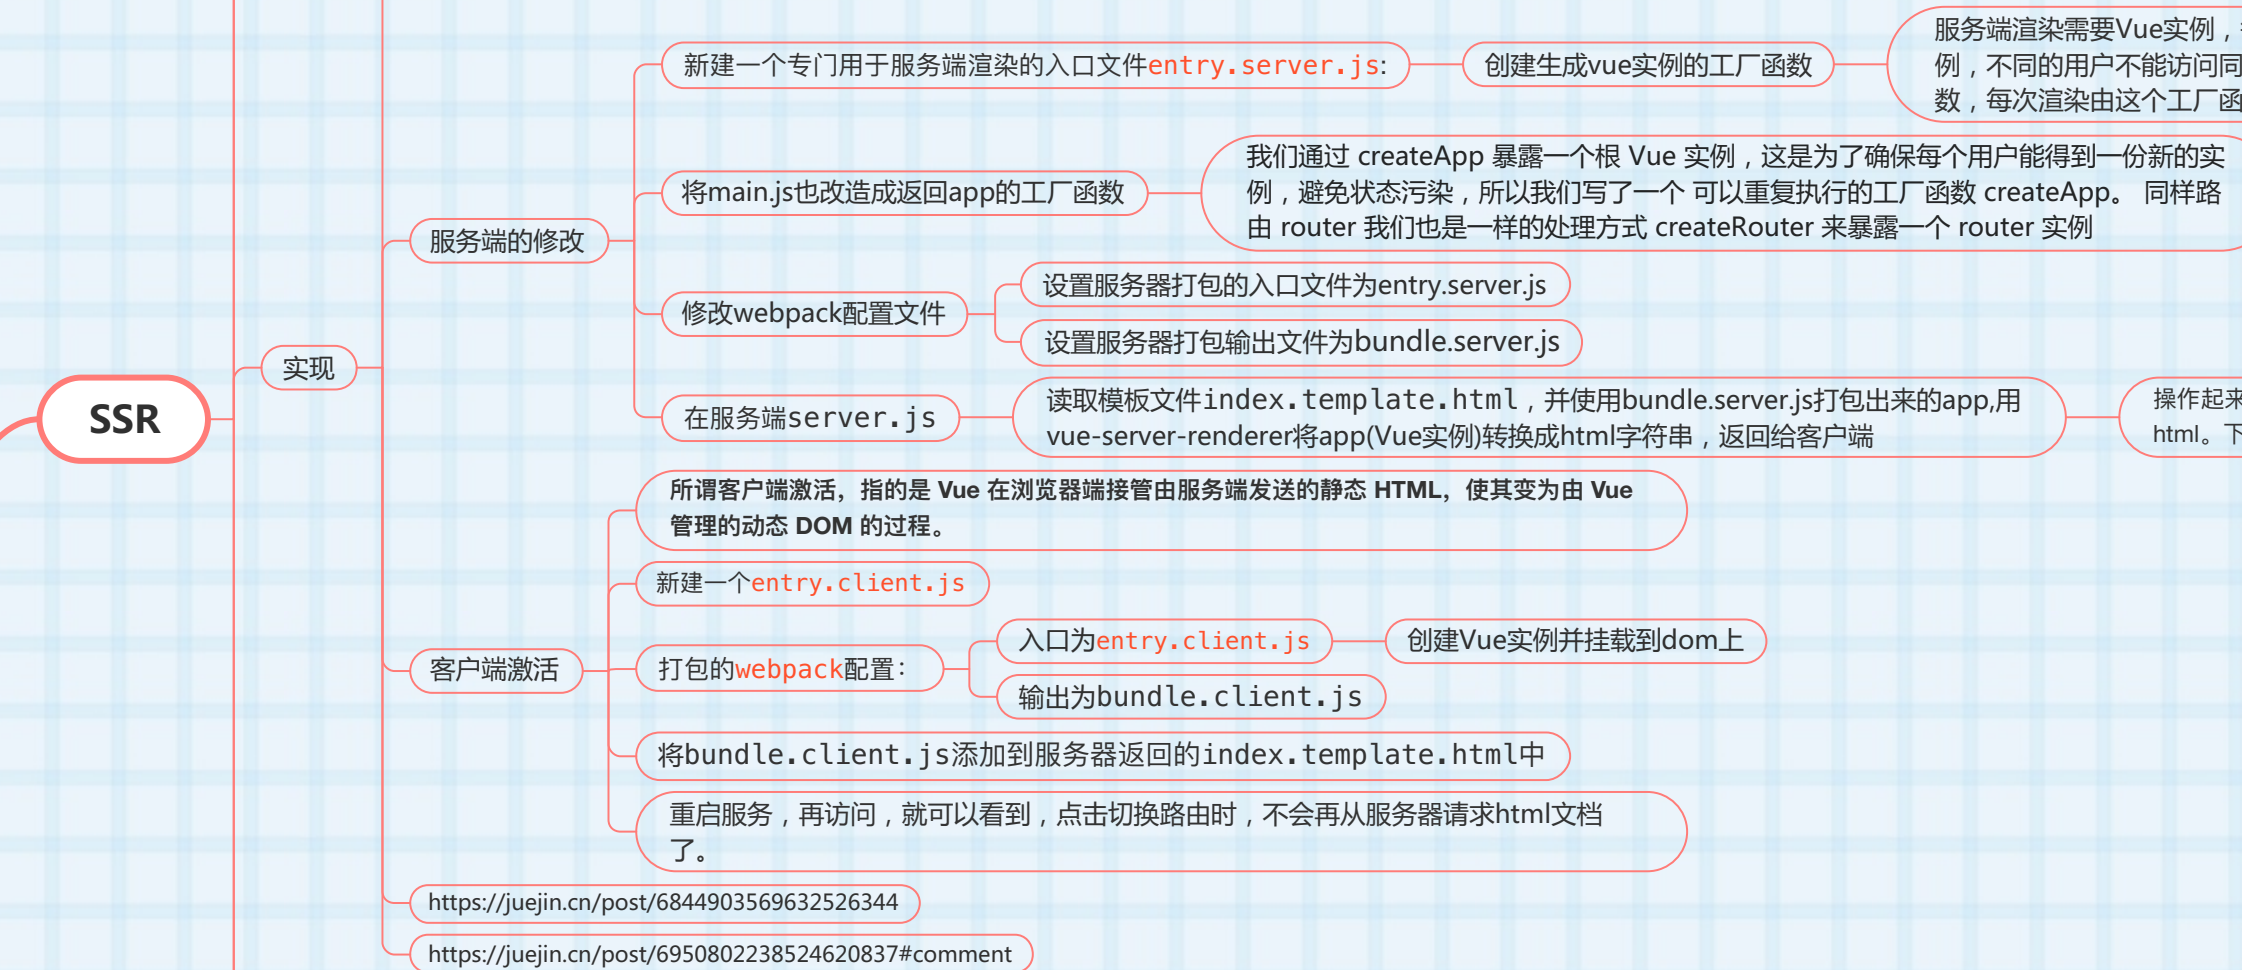 SSR
实现
服务端的修改
新建一个专门用于服务端渲染的入口文件entry.server.js:
创建生成vue实例的工厂函数
服务端渲染需要Vue实例，
例，不同的用户不能访问同
数，每次渲染由这个工厂函
将main.js也改造成返回app的工厂函数
我们通过 createApp 暴露一个根 Vue 实例，这是为了确保每个用户能得到一份新的实
例，避免状态污染，所以我们写了一个 可以重复执行的工厂函数 createApp。 同样路
由 router 我们也是一样的处理方式 createRouter 来暴露一个 router 实例
修改webpack配置文件
设置服务器打包的入口文件为entry.server.js
设置服务器打包输出文件为bundle.server.js
在服务端server.js
读取模板文件index.template.html，并使用bundle.server.js打包出来的app,用
vue-server-renderer将app(Vue实例)转换成html字符串，返回给客户端
操作起来
html。下
客户端激活
所谓客户端激活，指的是 Vue 在浏览器端接管由服务端发送的静态 HTML，使其变为由 Vue
管理的动态 DOM 的过程。
新建一个entry.client.js
打包的webpack配置：
入口为entry.client.js
创建Vue实例并挂载到dom上
输出为bundle.client.js
将bundle.client.js添加到服务器返回的index.template.html中
重启服务，再访问，就可以看到，点击切换路由时，不会再从服务器请求html文档
了。
https://juejin.cn/post/6844903569632526344
https://juejin.cn/post/6950802238524620837#comment